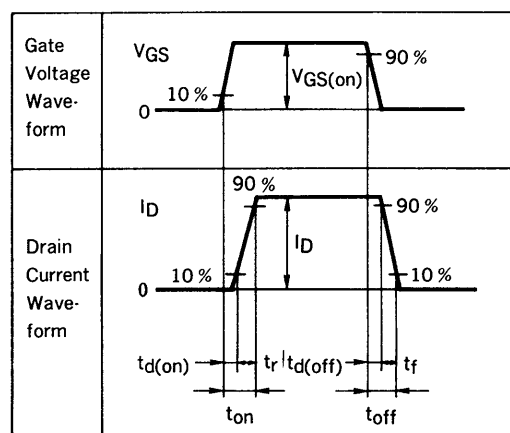 Gate
Voltage
Wave-
form
VGS
10 %
0
VGS(on)
90 %
Drain
Current
Wave-
form
ID
90 %
10 %
0
ID
90 %
10 %
td(on) tr td(off) tf
ton toff